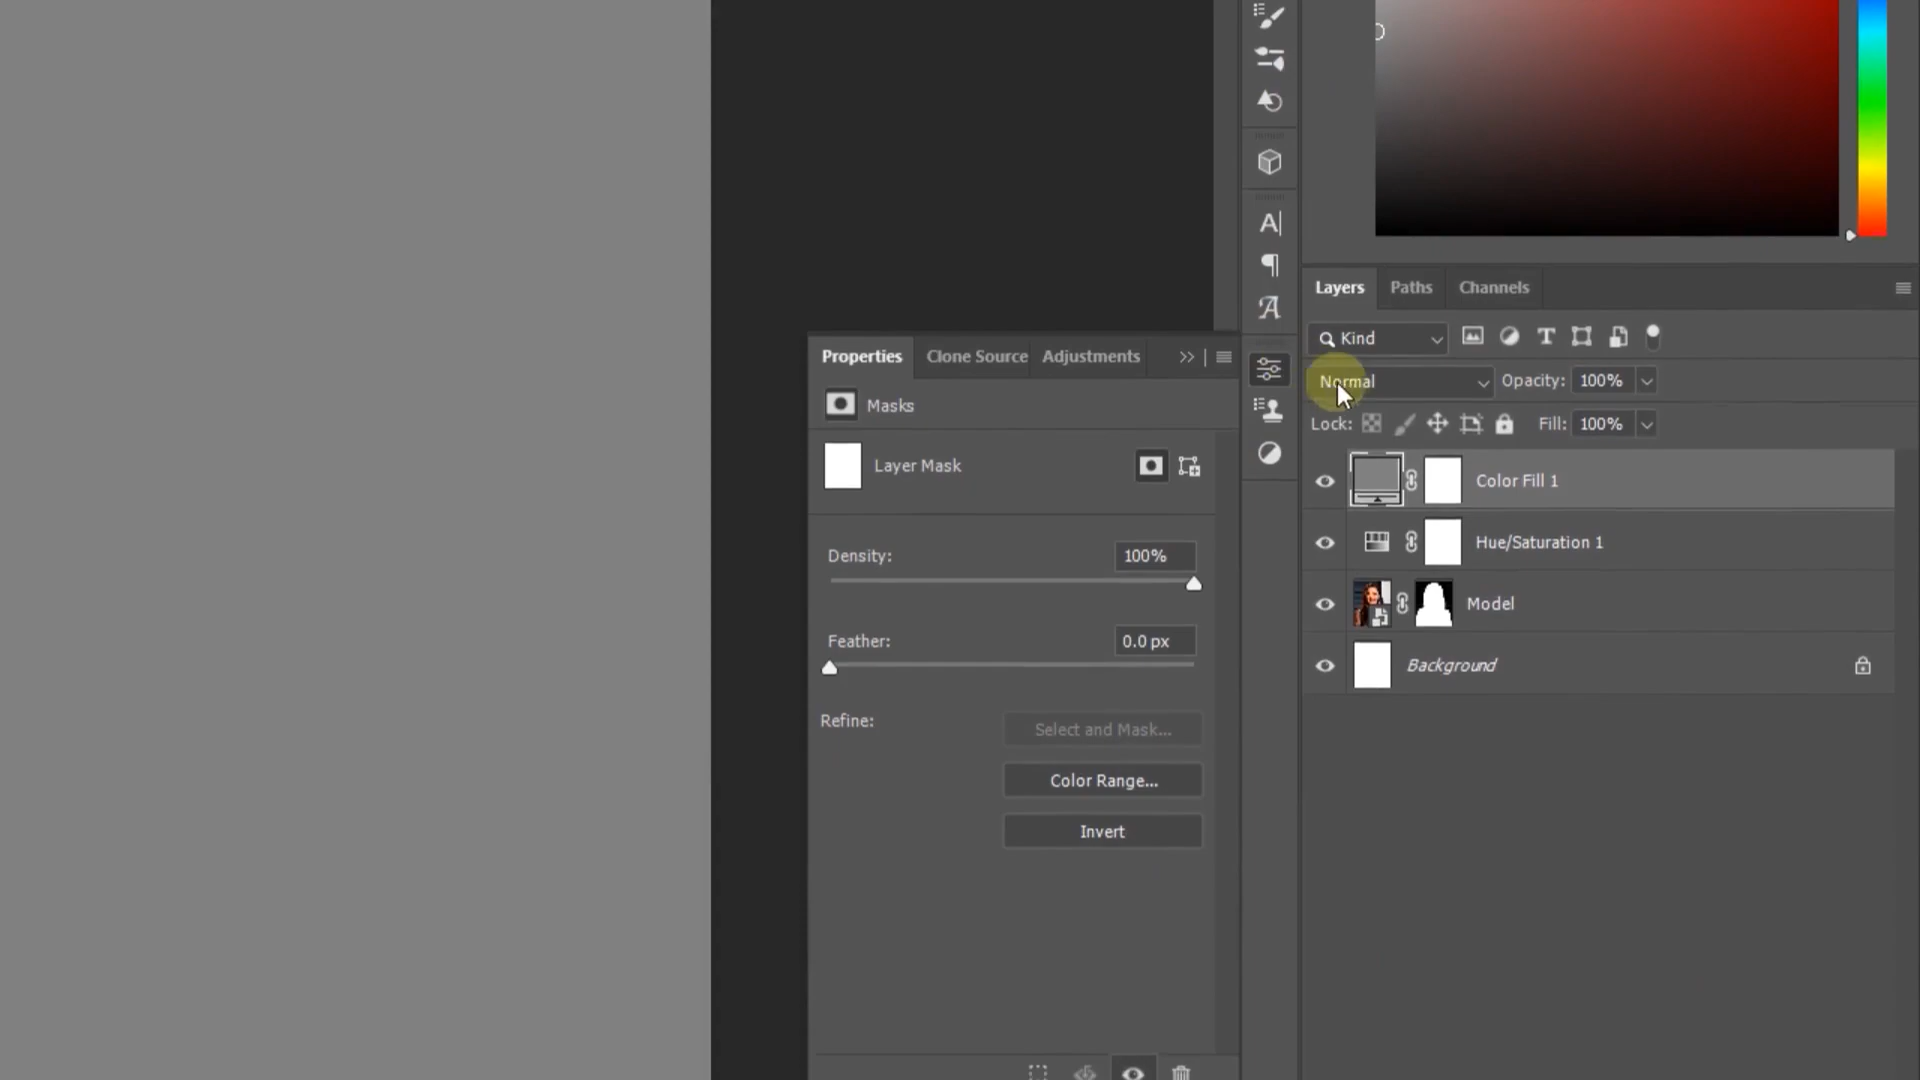 Layers Paths Channels
Kind
Normal Opacity: 100%
Lock: Fill: 100%
Color Fill 1
Hue/Saturation 1
Model
Background
Properties Clone Source Adjustments
Masks
Layer Mask
Density: 100%
Feather: 0.0 px
Refine: Select and Mask...
Color Range...
Invert